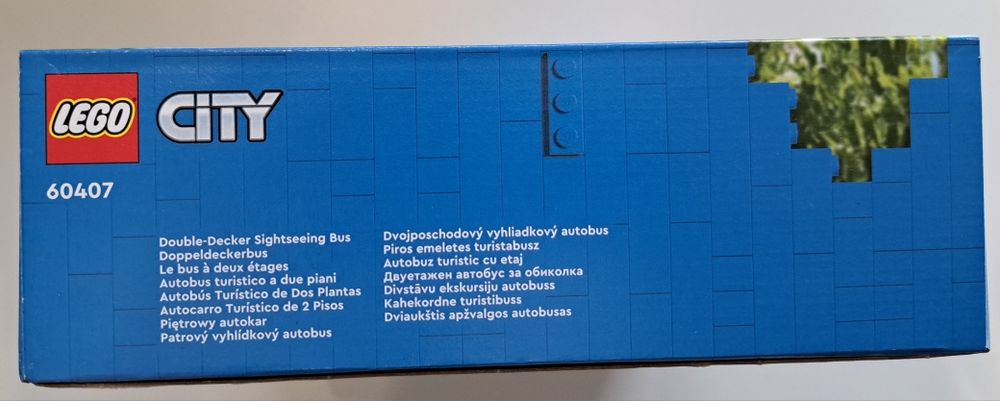 LEGO
CITY
60407
Double-Decker Sightseeing Bus
Doppeldeckerbus
Le bus à deux étages
Autobus turistico a due piani
Autobús Turístico de Dos Plantas
Autocarro Turístico de 2 Pisos
Piętrowy autokar
Patrový vyhlídkový autobus
Dvojposchodový vyhliadkový autobus
Piros emeletes turistabusz
Autobuz turistic cu etaj
Двуетажен автобус за обиколка
Divstāvu ekskursiju autobuss
Kahekordne turistibuss
Dviaukštis apžvalgos autobusas